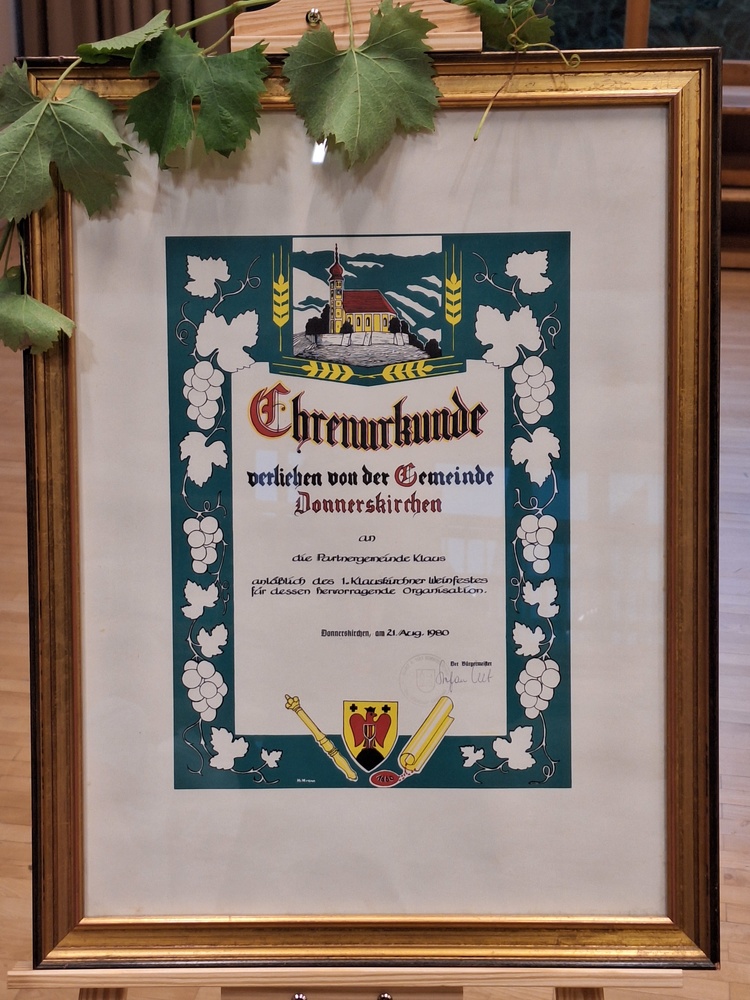 Ehrenurkunde
verliehen von der Gemeinde
Donnerskirchen
an
die Partnergemeinde Klaus
anläßlich des 1. Klauskirchner Weinfestes
für dessen hervorragende Organisation.
Donnerskirchen, am 21. Aug. 1980
Der Bürgermeister